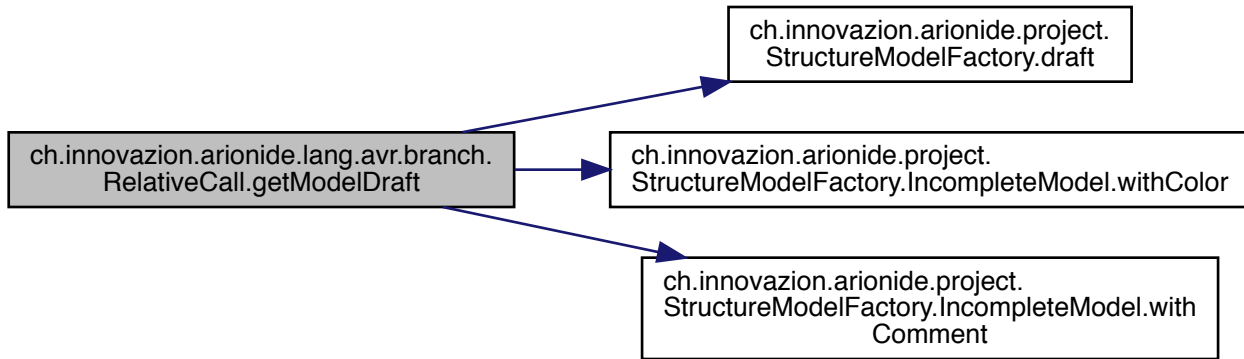 ch.innovazion.arionide.project.
StructureModelFactory.draft
ch.innovazion.arionide.lang.avr.branch.
RelativeCall.getModelDraft
ch.innovazion.arionide.project.
StructureModelFactory.IncompleteModel.withColor
ch.innovazion.arionide.project.
StructureModelFactory.IncompleteModel.with
Comment